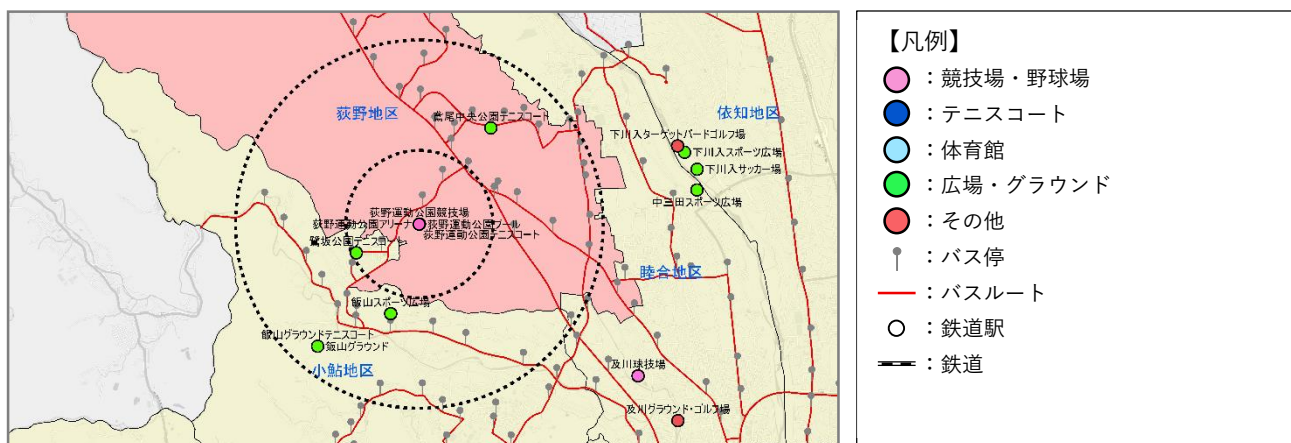 荻野地区
鳶尾中央公園テニスコート
依知地区
下川入ターゲットバードゴルフ場
下川入スポーツ広場
下川入サッカー場
中三田スポーツ広場
荻野運動公園競技場
荻野運動公園アリーナ
荻野運動公園プール
荻野運動公園テニスコート
鷺坂公園テニスコート
睦合地区
飯山スポーツ広場
飯山グラウンドテニスコート
飯山グラウンド
小鮎地区
及川球技場
及川グラウンド・ゴルフ場
【凡例】
：競技場・野球場
：テニスコート
：体育館
：広場・グラウンド
：その他
：バス停
：バスルート
：鉄道駅
：鉄道